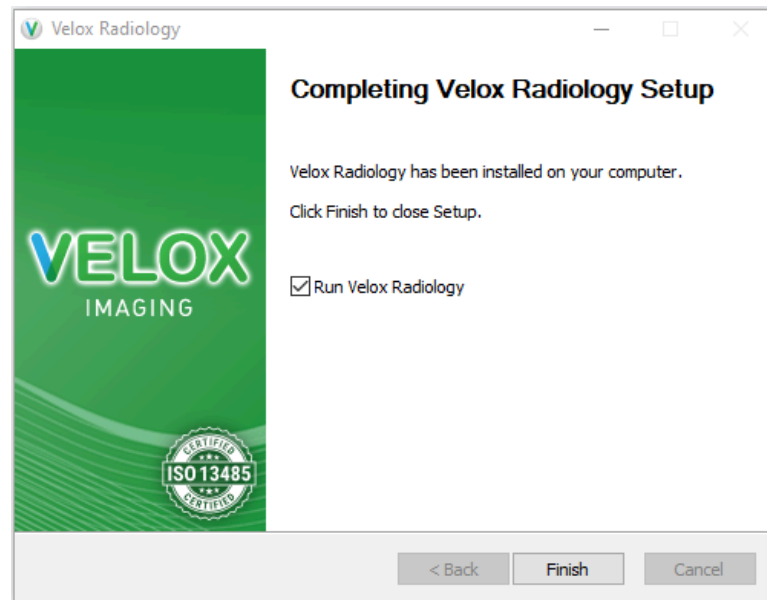 Velox Radiology
Completing Velox Radiology Setup
Velox Radiology has been installed on your computer.
Click Finish to close Setup.
Run Velox Radiology
VELOX
IMAGING
CERTIFIED
ISO 13485
CERTIFIED
< Back
Finish
Cancel